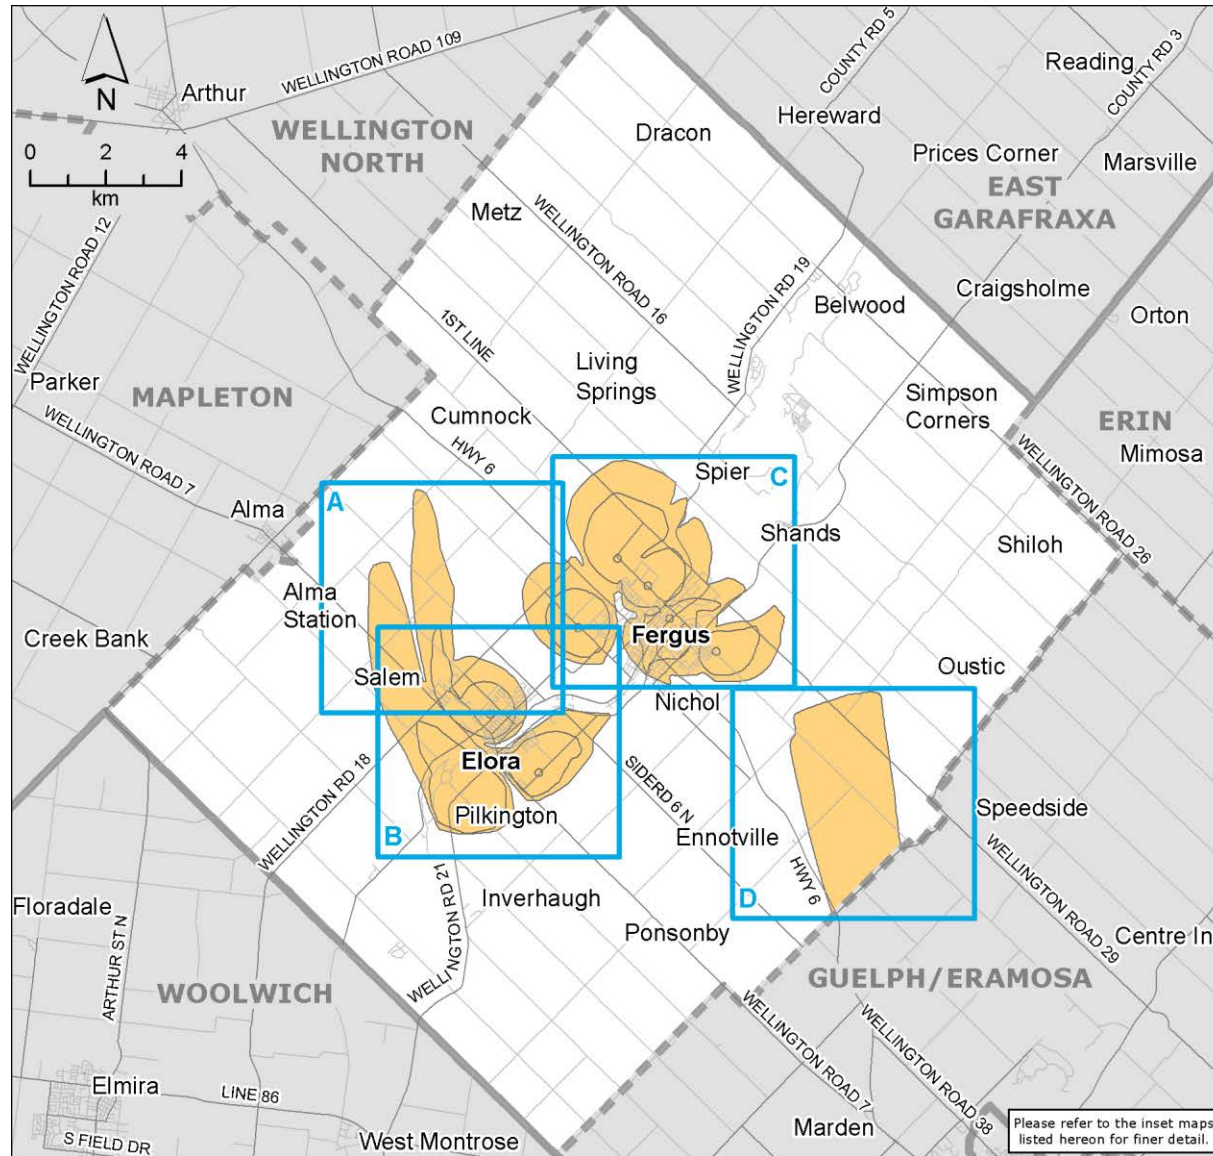 COUNTY RD 5
Reading
COUNTY RD 3
WELLINGTON ROAD 109
N
Arthur
Hereward
WELLINGTON
NORTH
Dracon
0 2 4
km
Prices Corner
Marsville
EAST
GARAFRAXA
Metz
WELLINGTON ROAD 12
WELLINGTON ROAD 16
WELLINGTON RD 19
Craigsholme
Belwood
Orton
1ST LINE
Living
Springs
Parker
MAPLETON
Simpson
Corners
Cumnock
ERIN
Mimosa
WELLINGTON ROAD 7
HWY 6
WELLINGTON ROAD 26
Spier
C
A
Alma
Shands
Shiloh
Alma
Station
Creek Bank
Fergus
Oustic
Salem
Nichol
WELLINGTON RD 18
Elora
SIDERD 6 N
Pilkington
Speedside
B
Ennotville
HWY 6
WELLINGTON ROAD 29
Inverhaugh
D
Floradale
ARTHUR ST N
WELLINGTON RD 21
Ponsonby
Centre In
WOOLWICH
GUELPH/ERAMOSA
WELLINGTON ROAD 7
WELLINGTON ROAD 38
Elmira
LINE 86
S FIELD DR
West Montrose
Marden
Please refer to the inset maps
listed hereon for finer detail.